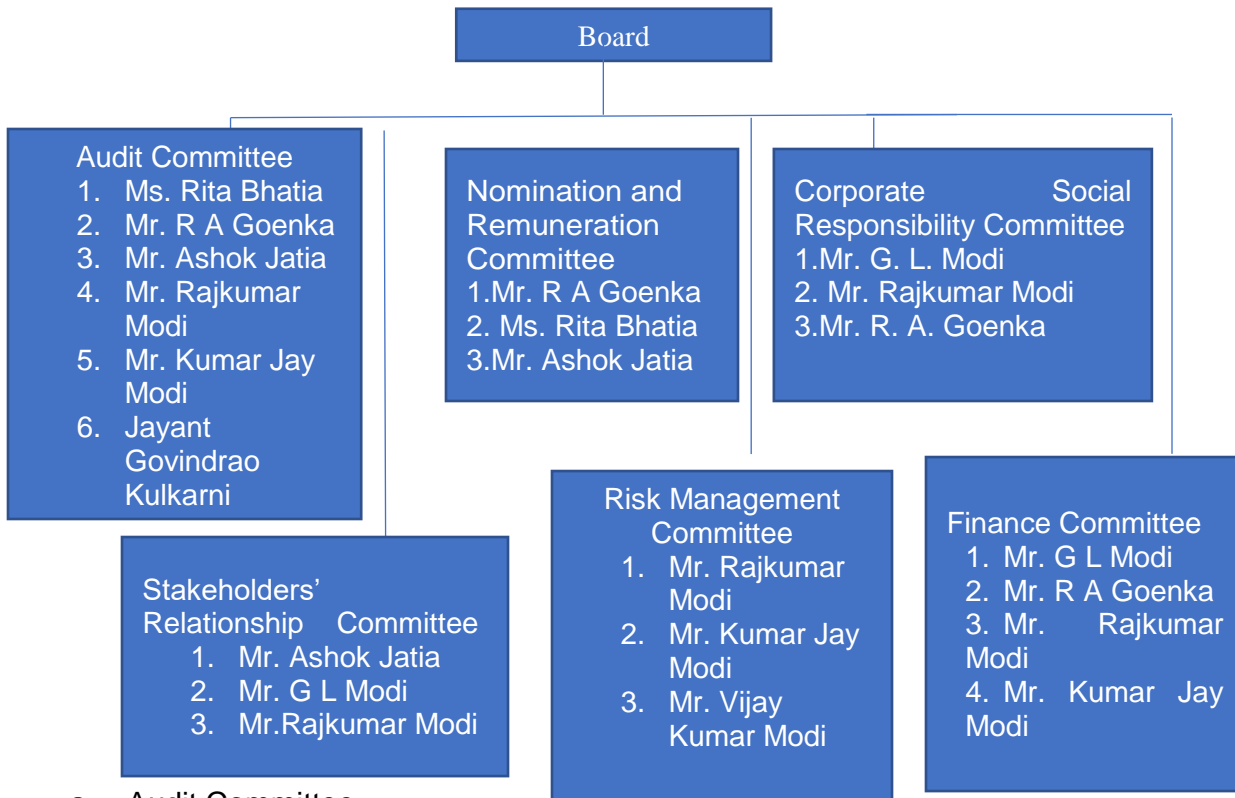 Board
Audit Committee
1. Ms. Rita Bhatia
2. Mr. R A Goenka
3. Mr. Ashok Jatia
4. Mr. Rajkumar
Modi
5. Mr. Kumar Jay
Modi
6. Jayant
Govindrao
Kulkarni
Nomination and
Remuneration
Committee
1.Mr. R A Goenka
2. Ms. Rita Bhatia
3.Mr. Ashok Jatia
Corporate Social
Responsibility Committee
1.Mr. G. L. Modi
2. Mr. Rajkumar Modi
3.Mr. R. A. Goenka
Stakeholders’
Relationship Committee
1. Mr. Ashok Jatia
2. Mr. G L Modi
3. Mr.Rajkumar Modi
Risk Management
Committee
1. Mr. Rajkumar
Modi
2. Mr. Kumar Jay
Modi
3. Mr. Vijay
Kumar Modi
Finance Committee
1. Mr. G L Modi
2. Mr. R A Goenka
3. Mr. Rajkumar
Modi
4. Mr. Kumar Jay
Modi
Audit Committee